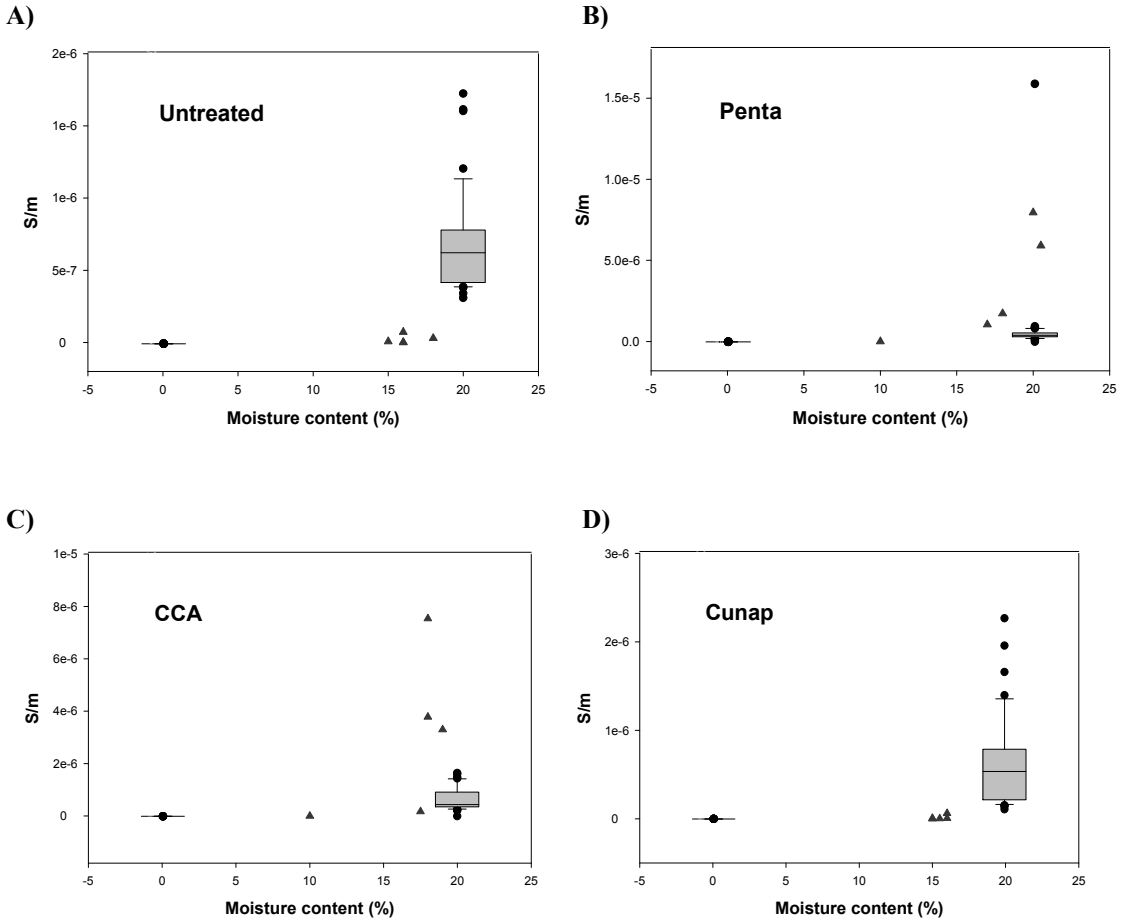 A)
B)
2e-6
1e-6
1e-6
5e-7
0
S/m
Untreated
-5 0 5 10 15 20 25
Moisture content (%)
1.5e-5
1.0e-5
5.0e-6
0.0
S/m
Penta
-5 0 5 10 15 20 25
Moisture content (%)
C)
D)
1e-5
8e-6
6e-6
4e-6
2e-6
0
S/m
CCA
-5 0 5 10 15 20 25
Moisture content (%)
3e-6
2e-6
1e-6
0
S/m
Cunap
-5 0 5 10 15 20 25
Moisture content (%)